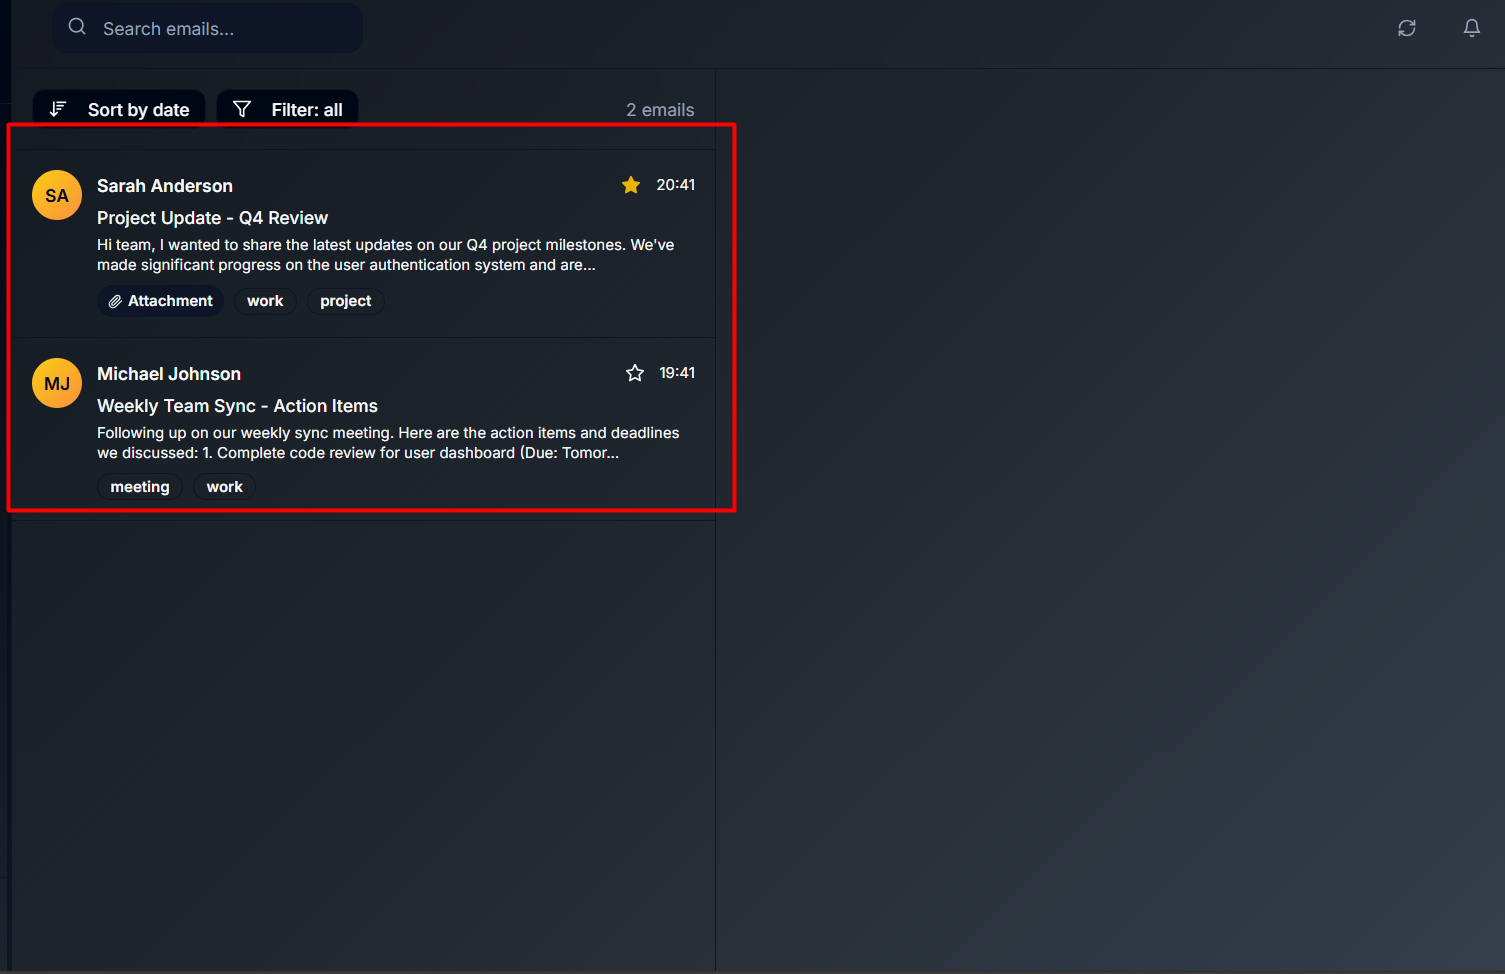 Search emails...
Sort by date
Filter: all
2 emails
SA
Sarah Anderson
20:41
Project Update - Q4 Review
Hi team, I wanted to share the latest updates on our Q4 project milestones. We've
made significant progress on the user authentication system and are...
Attachment
work
project
MJ
Michael Johnson
19:41
Weekly Team Sync - Action Items
Following up on our weekly sync meeting. Here are the action items and deadlines
we discussed: 1. Complete code review for user dashboard (Due: Tomor...
meeting
work